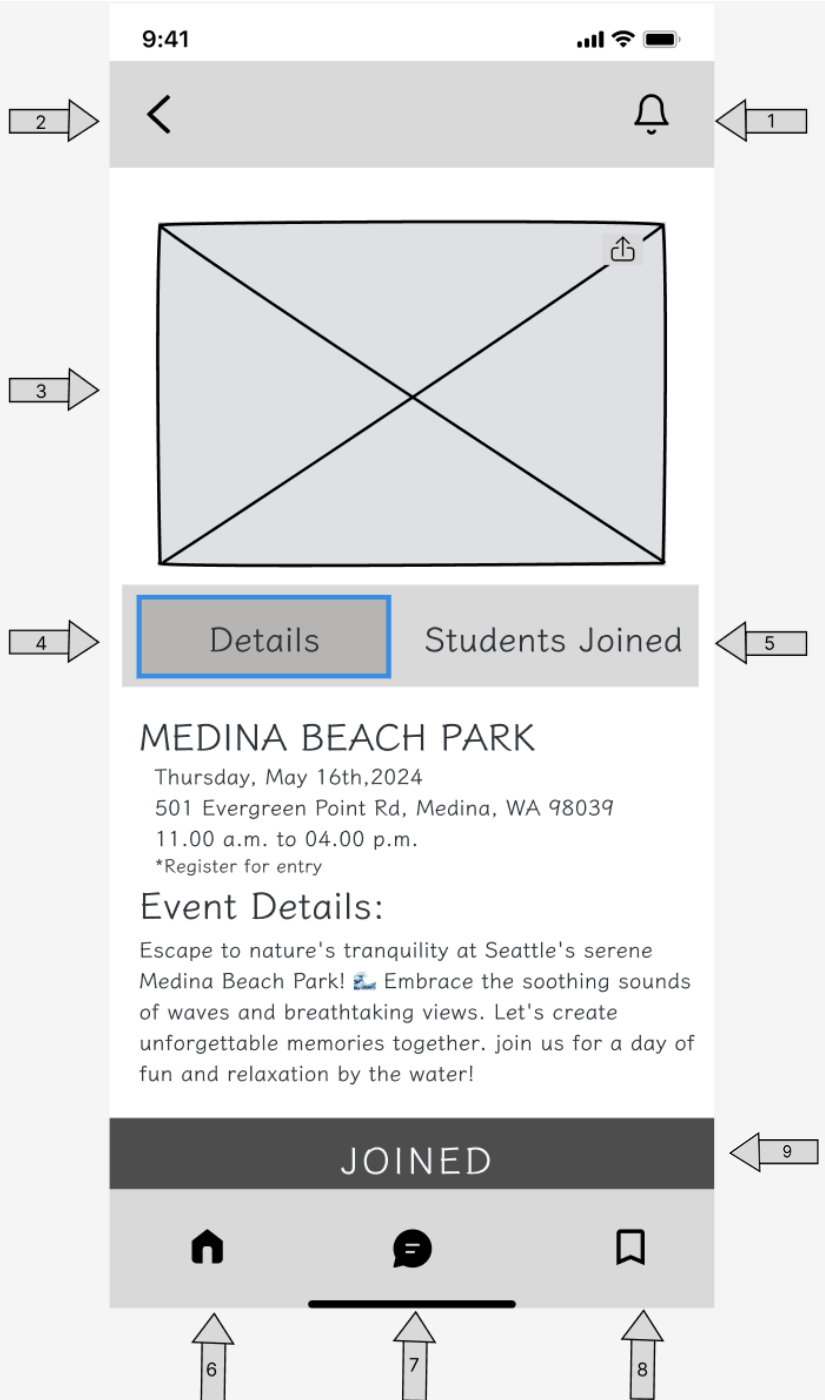 9:41
2
1
3
4
Details
Students Joined
5
MEDINA BEACH PARK
Thursday, May 16th,2024
501 Evergreen Point Rd, Medina, WA 98039
11.00 a.m. to 04.00 p.m.
*Register for entry
Event Details:
Escape to nature's tranquility at Seattle's serene
Medina Beach Park! 🌊 Embrace the soothing sounds
of waves and breathtaking views. Let's create
unforgettable memories together. join us for a day of
fun and relaxation by the water!
JOINED
9
6
7
8